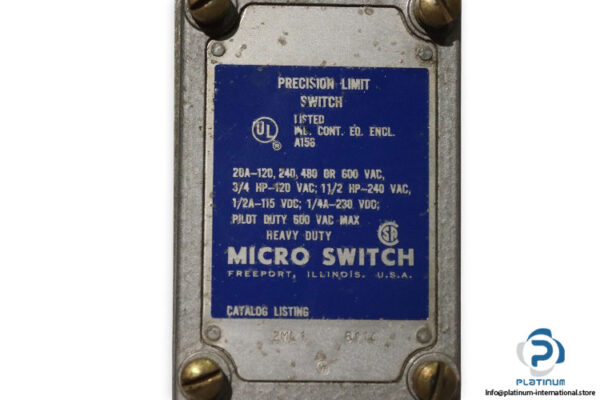 PRECISION LIMIT
SWITCH
UL
®
LISTED
IND. CONT. EQ. ENCL.
A156
20A-120, 240, 480 OR 600 VAC,
3/4 HP-120 VAC; 1 1/2 HP-240 VAC,
1/2A-115 VDC; 1/4A-230 VDC;
PILOT DUTY 600 VAC MAX
HEAVY DUTY
MICRO SWITCH
FREEPORT, ILLINOIS, U.S.A.
CATALOG LISTING
PLATINUM
Info@platinum-international.store